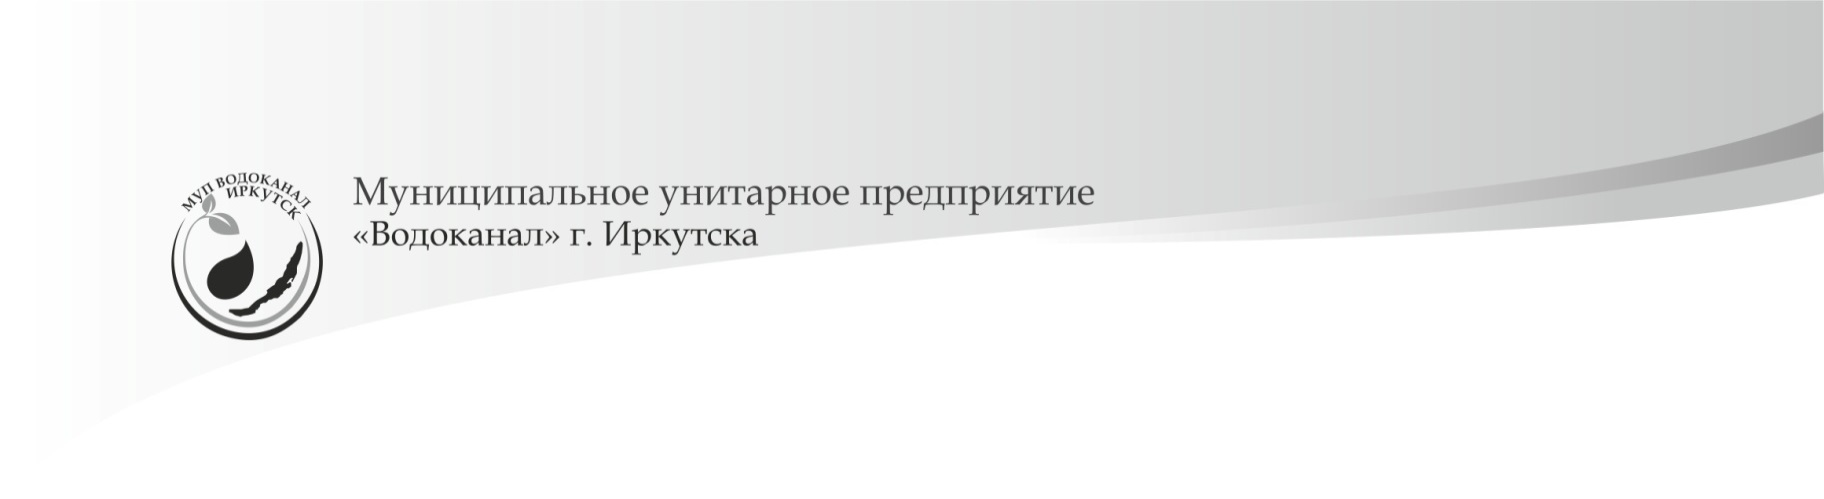 МУП ВОДОКАНАЛ
ИРКУТСК
Муниципальное унитарное предприятие
«Водоканал» г. Иркутска